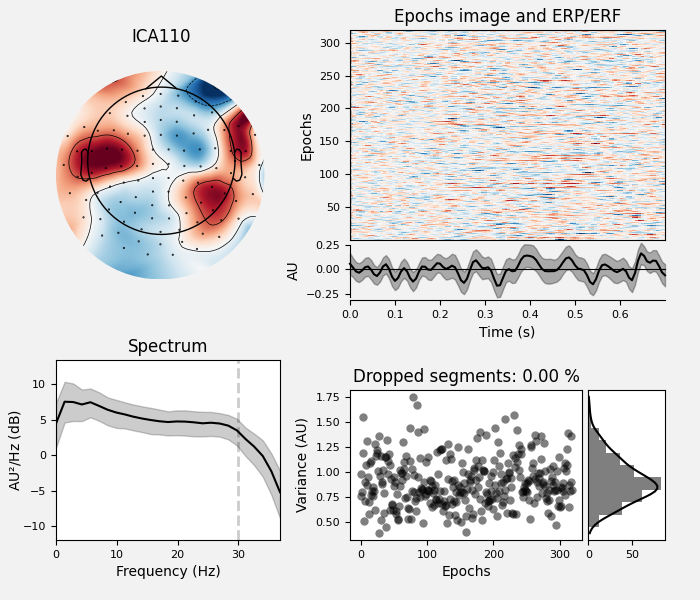 ICA110
Epochs image and ERP/ERF
Epochs
300
250
200
150
100
50
AU
0.25
0.00
−0.25
0.0 0.1 0.2 0.3 0.4 0.5 0.6
Time (s)
Spectrum
AU²/Hz (dB)
10
5
0
−5
−10
0 10 20 30
Frequency (Hz)
Dropped segments: 0.00 %
Variance (AU)
1.75
1.50
1.25
1.00
0.75
0.50
0 100 200 300
Epochs
0 50